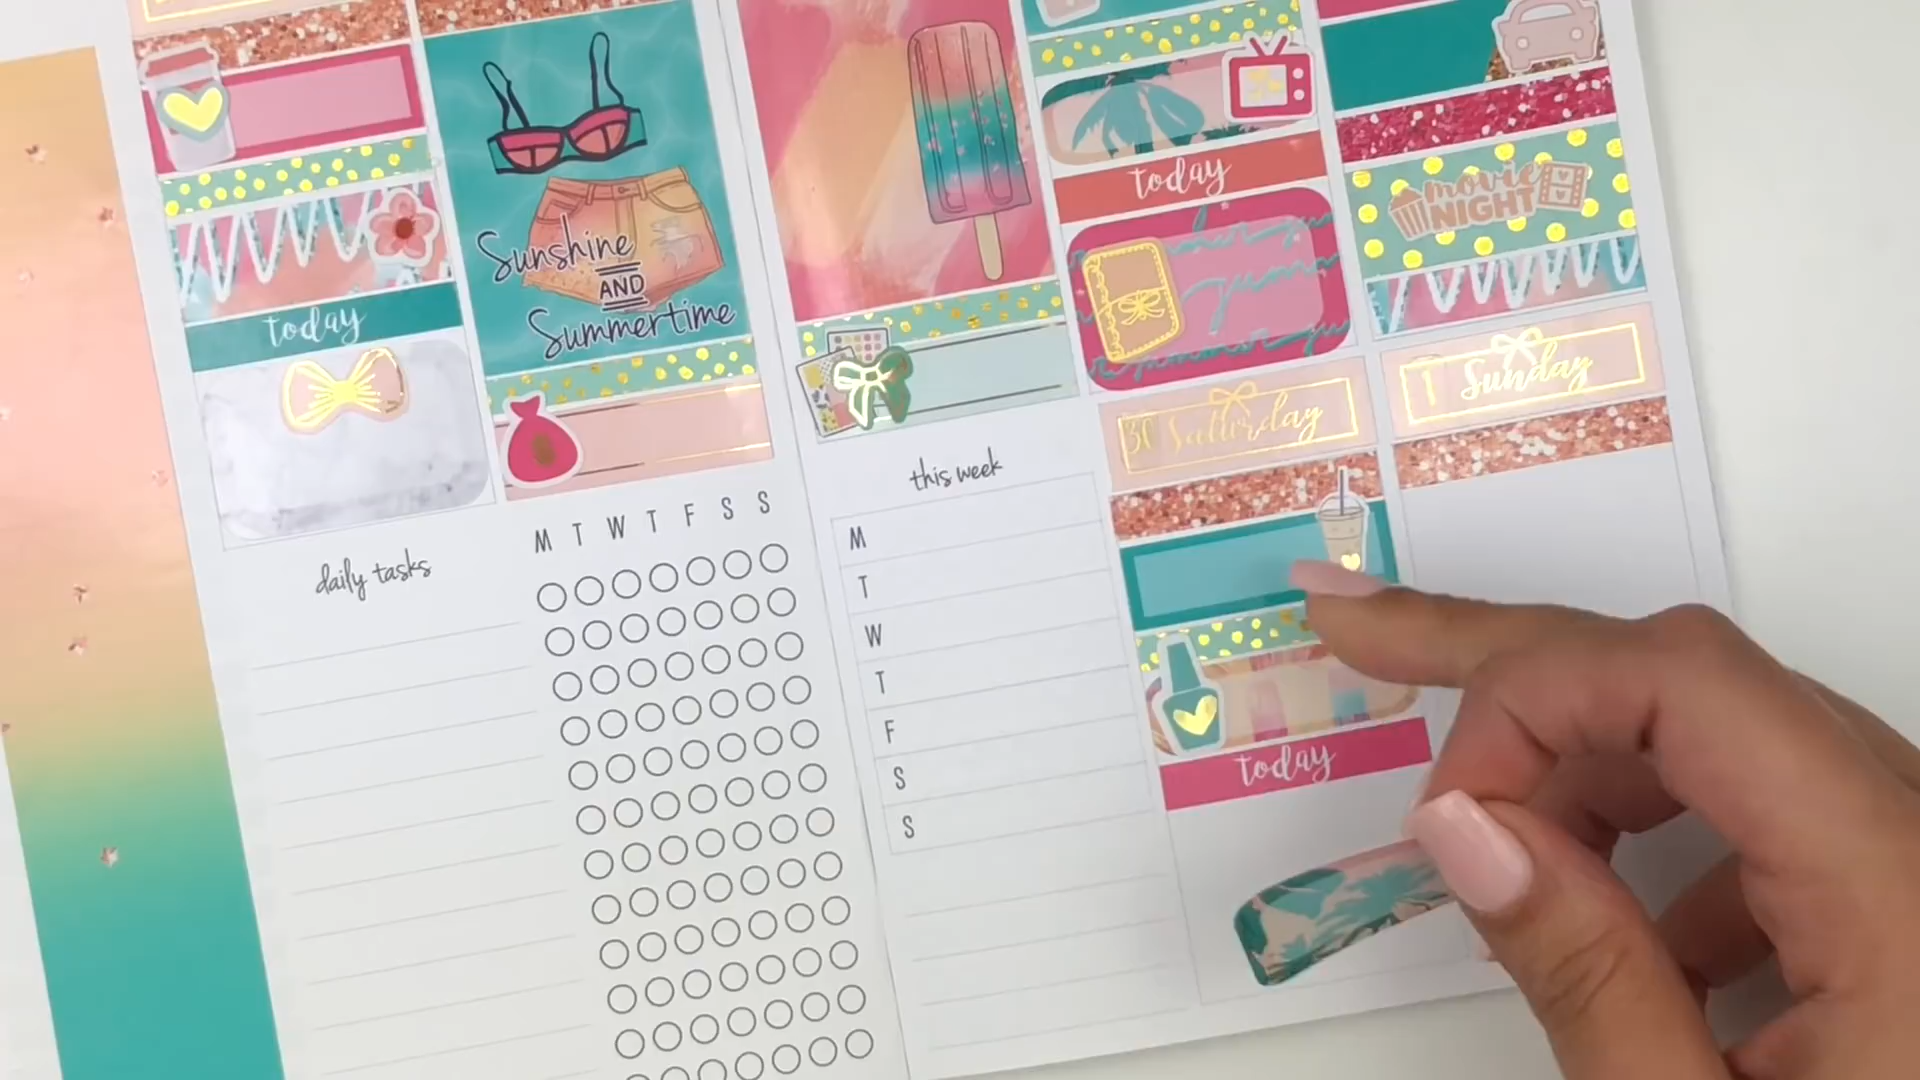 today
Sunshine
AND
Summertime
today
movie
NIGHT
30 Saturday
1 Sunday
this week
M
T
W
T
F
S
S
daily tasks
M T W T F S S
today